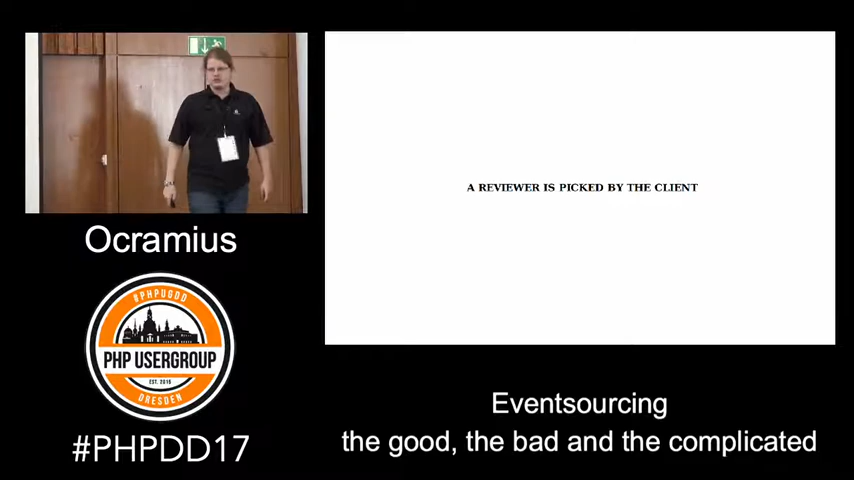 A REVIEWER IS PICKED BY THE CLIENT
Ocramius
#PHPUGDD
PHP USERGROUP
EST. 2016
DRESDEN
#PHPDD17
Eventsourcing
the good, the bad and the complicated